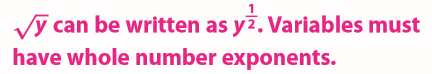 √y can be written as y^{1/2}. Variables must
have whole number exponents.